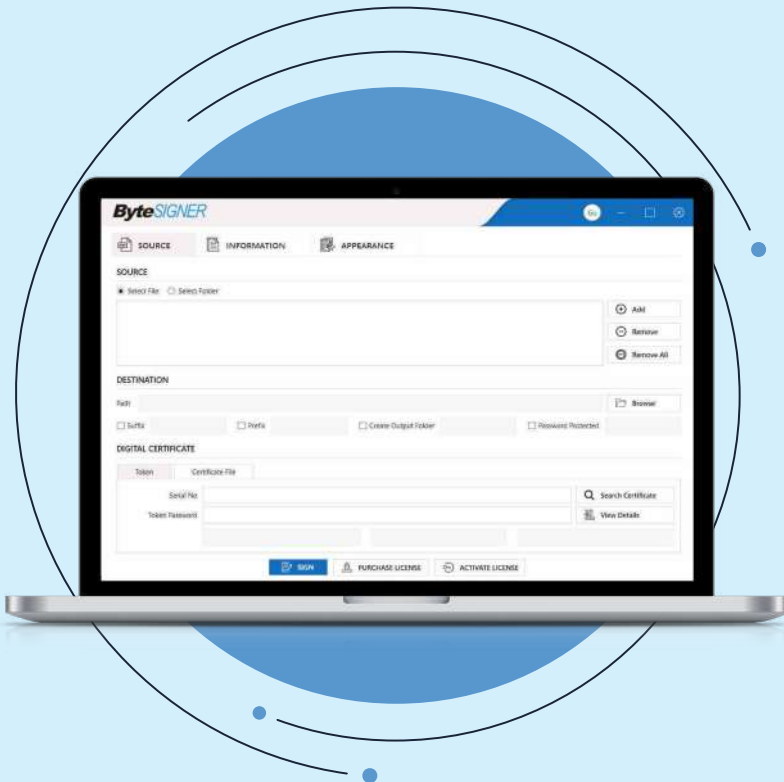 ByteSIGNER
SOURCE INFORMATION APPEARANCE
SOURCE
Select File Select Folder
Add
Remove
Remove All
DESTINATION
Path Browser
Suffix Prefix Create Output Folder Password Protected
DIGITAL CERTIFICATE
Token Certificate File
Serial No Search Certificate
Token Password View Details
SIGN PURCHASE LICENSE ACTIVATE LICENSE